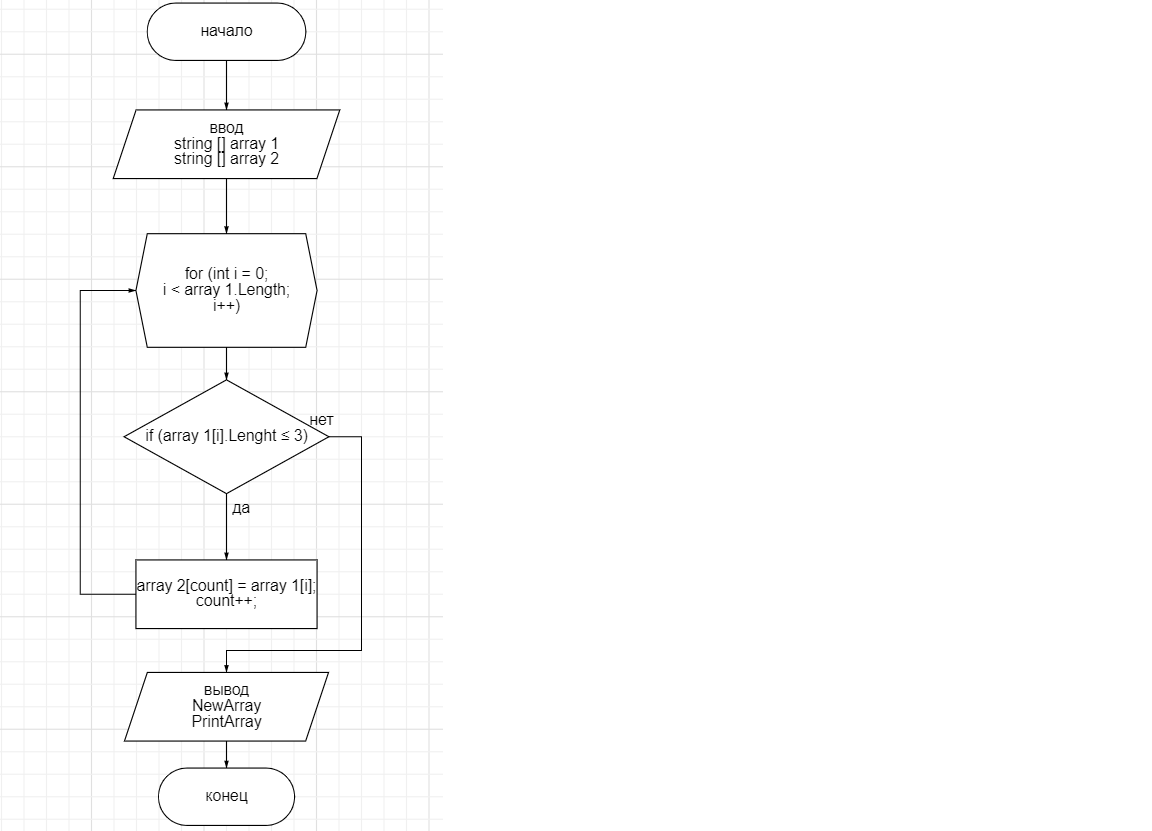 начало
ввод
string [] array 1
string [] array 2
for (int i = 0;
i < array 1.Length;
i++)
нет
if (array 1[i].Lenght ≤ 3)
да
array 2[count] = array 1[i];
count++;
вывод
NewArray
PrintArray
конец